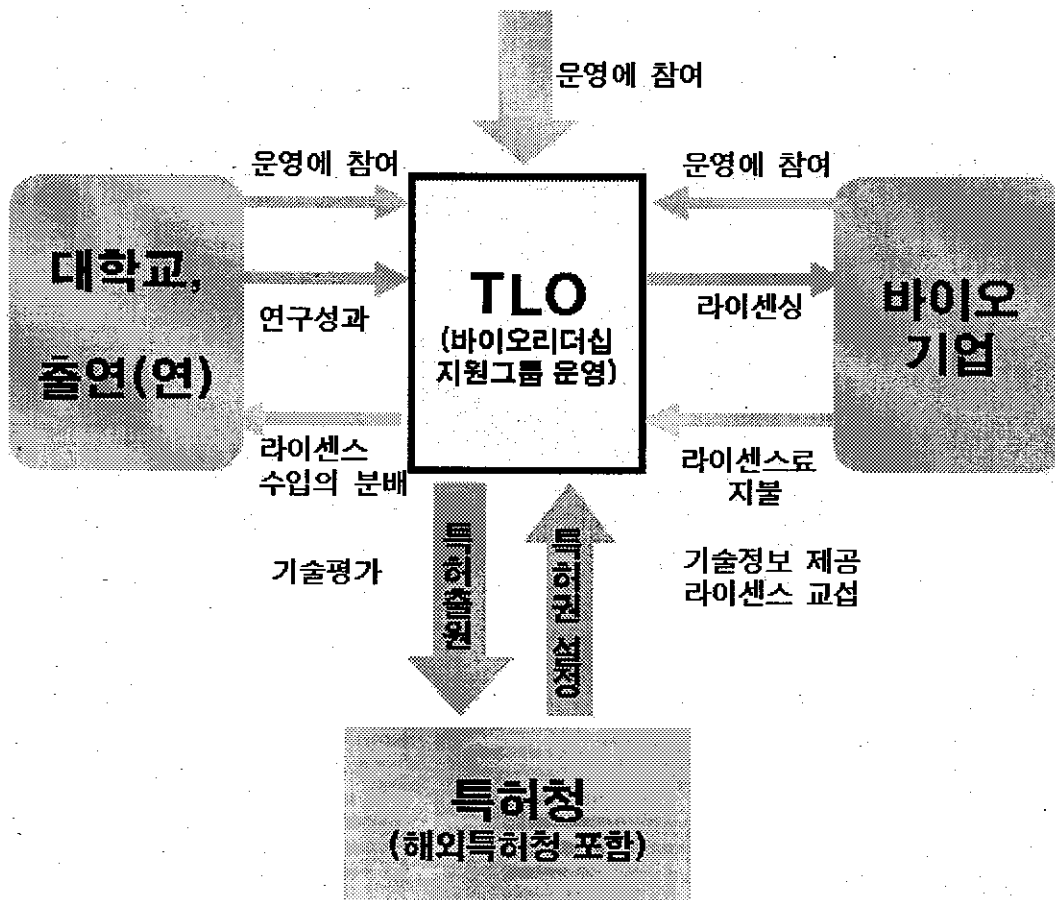 운영에 참여
운영에 참여
운영에 참여
대학교,
출연(연)
연구성과
라이센스
수입의 분배
TLO
(바이오리더십
지원그룹 운영)
라이센싱
바이오
기업
라이센스료
지불
기술평가
특허출원
특허권 설정
기술정보 제공
라이센스 교섭
특허청
(해외특허청 포함)